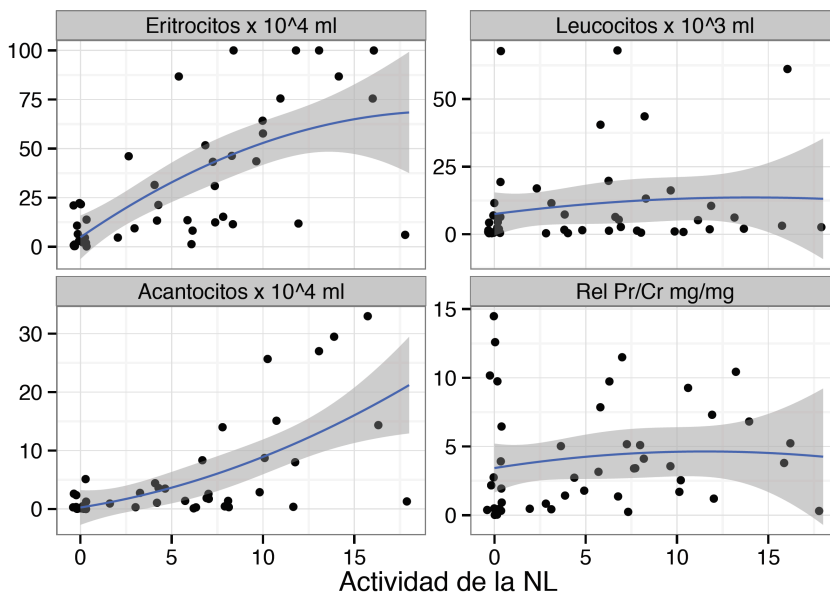 Eritrocitos x 10^4 ml
Leucocitos x 10^3 ml
100
75
50
25
0
50
25
0
Acantocitos x 10^4 ml
Rel Pr/Cr mg/mg
30
20
10
0
15
10
5
0
0 5 10 15
0 5 10 15
Actividad de la NL